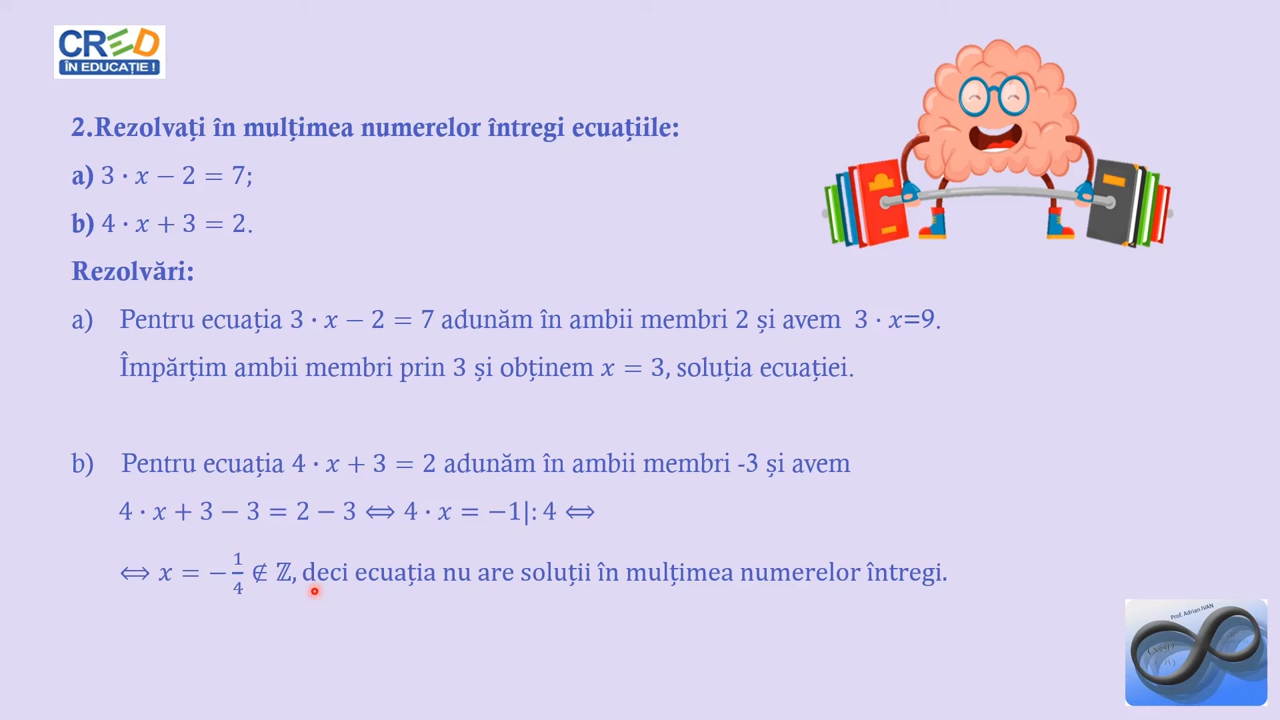 CRED
ÎN EDUCAȚIE !
2.Rezolvați în mulțimea numerelor întregi ecuațiile:
a) 3 · x − 2 = 7;
b) 4 · x + 3 = 2.
Rezolvări:
a) Pentru ecuația 3 · x − 2 = 7 adunăm în ambii membri 2 și avem 3 · x=9.
Împărțim ambii membri prin 3 și obținem x = 3, soluția ecuației.
b) Pentru ecuația 4 · x + 3 = 2 adunăm în ambii membri -3 și avem
4 · x + 3 − 3 = 2 − 3 ⟺ 4 · x = −1|: 4 ⟺
⟺ x = −1/4 ∉ ℤ, deci ecuația nu are soluții în mulțimea numerelor întregi.
Prof. Adrian IVAN